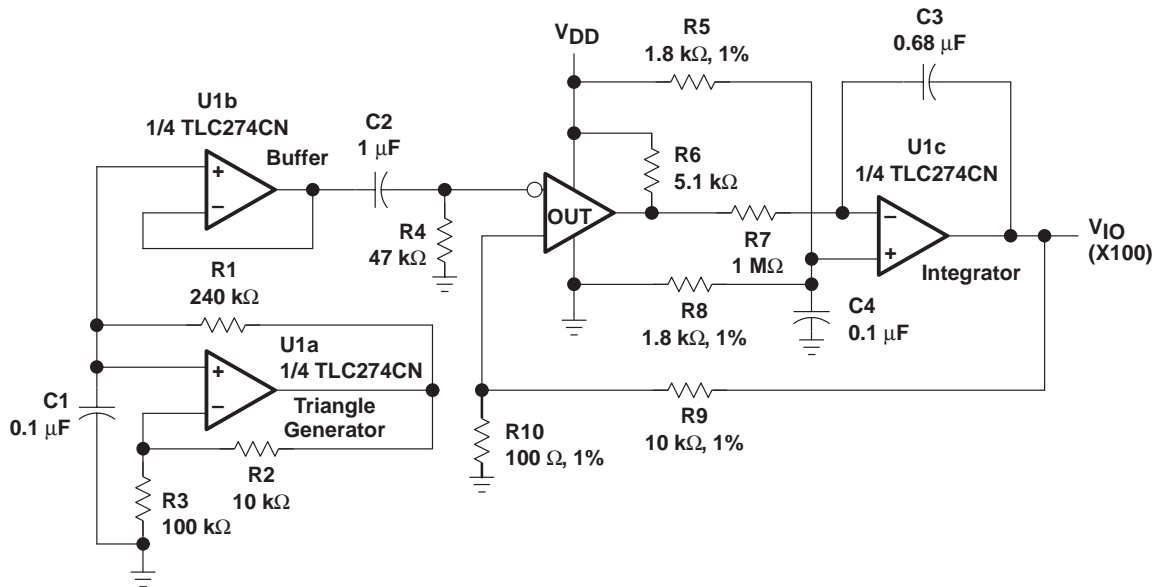 VDD
R5
1.8 kΩ, 1%
C3
0.68 μF
U1b
1/4 TLC274CN
Buffer
C2
1 μF
+
−
R4
47 kΩ
OUT
R6
5.1 kΩ
R7
1 MΩ
U1c
1/4 TLC274CN
−
+
Integrator
VIO
(X100)
R8
1.8 kΩ, 1%
C4
0.1 μF
R1
240 kΩ
U1a
1/4 TLC274CN
+
−
Triangle
Generator
C1
0.1 μF
R2
10 kΩ
R3
100 kΩ
R9
10 kΩ, 1%
R10
100 Ω, 1%